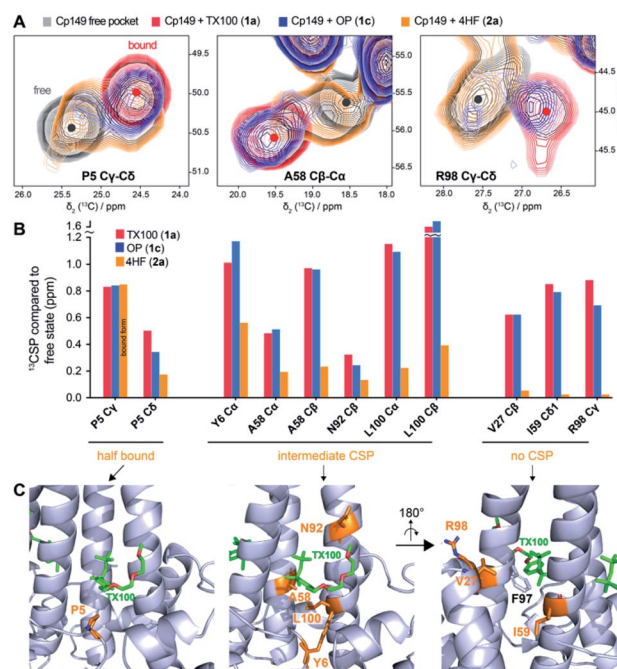 A
Cp149 free pocket Cp149 + TX100 (1a) Cp149 + OP (1c) Cp149 + 4HF (2a)
bound
free
P5 Cγ-Cδ
A58 Cβ-Cα
R98 Cγ-Cδ
49.5
50.0
50.5
51.0
55.0
55.5
56.0
56.5
44.5
45.0
45.5
26.0 25.5 25.0 24.5 24.0
20.0 19.5 19.0 18.5 18.0
28.0 27.5 27.0 26.5
δ₂ (¹³C) / ppm
δ₂ (¹³C) / ppm
δ₂ (¹³C) / ppm
B
TX100 (1a)
OP (1c)
4HF (2a)
¹³CSP compared to
free state (ppm)
1.6
1.2
1.0
0.8
0.6
0.4
0.2
0.0
bound form
P5 Cγ
P5 Cδ
Y6 Cα
A58 Cα
A58 Cβ
N92 Cβ
L100 Cα
L100 Cβ
V27 Cβ
I59 Cδ1
R98 Cγ
half bound
intermediate CSP
no CSP
C
P5
TX100
N92
TX100
A58
L100
Y6
180°
R98
TX100
V27
F97
I59